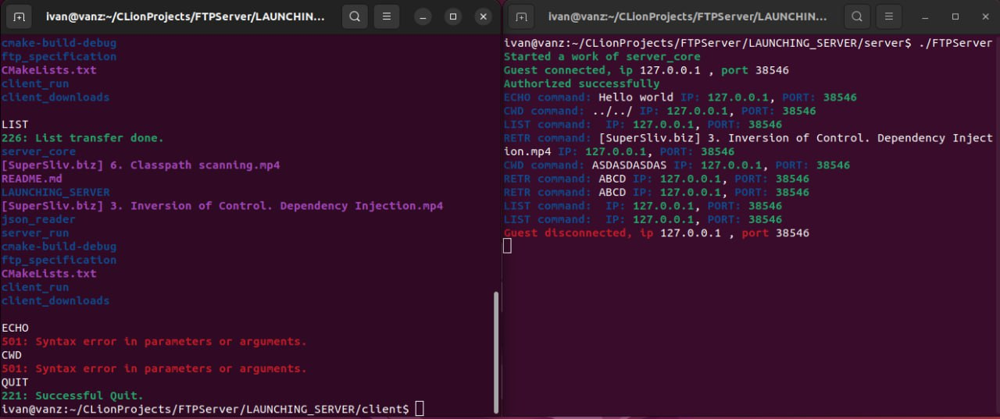 ivan@vanz:~/CLionProjects/FTPServer/LAUNCHIN...
cmake-build-debug
ftp_specification
CMakeLists.txt
client_run
client_downloads
LIST
226: List transfer done.
server_core
[SuperSliv.biz] 6. Classpath scanning.mp4
README.md
LAUNCHING_SERVER
[SuperSliv.biz] 3. Inversion of Control. Dependency Injection.mp4
json_reader
server_run
cmake-build-debug
ftp_specification
CMakeLists.txt
client_run
client_downloads
ECHO
501: Syntax error in parameters or arguments.
CWD
501: Syntax error in parameters or arguments.
QUIT
221: Successful Quit.
ivan@vanz:~/CLionProjects/FTPServer/LAUNCHING_SERVER/client$
ivan@vanz:~/CLionProjects/FTPServer/LAUNCHIN...
ivan@vanz:~/CLionProjects/FTPServer/LAUNCHING_SERVER/server$ ./FTPServer
Started a work of server_core
Guest connected, ip 127.0.0.1 , port 38546
Authorized successfully
ECHO command: Hello world IP: 127.0.0.1, PORT: 38546
CWD command: ../../ IP: 127.0.0.1, PORT: 38546
LIST command:  IP: 127.0.0.1, PORT: 38546
RETR command: [SuperSliv.biz] 3. Inversion of Control. Dependency Inject
ion.mp4 IP: 127.0.0.1, PORT: 38546
CWD command: ASDASDASDAS IP: 127.0.0.1, PORT: 38546
RETR command: ABCD IP: 127.0.0.1, PORT: 38546
RETR command: ABCD IP: 127.0.0.1, PORT: 38546
LIST command:  IP: 127.0.0.1, PORT: 38546
LIST command:  IP: 127.0.0.1, PORT: 38546
Guest disconnected, ip 127.0.0.1 , port 38546